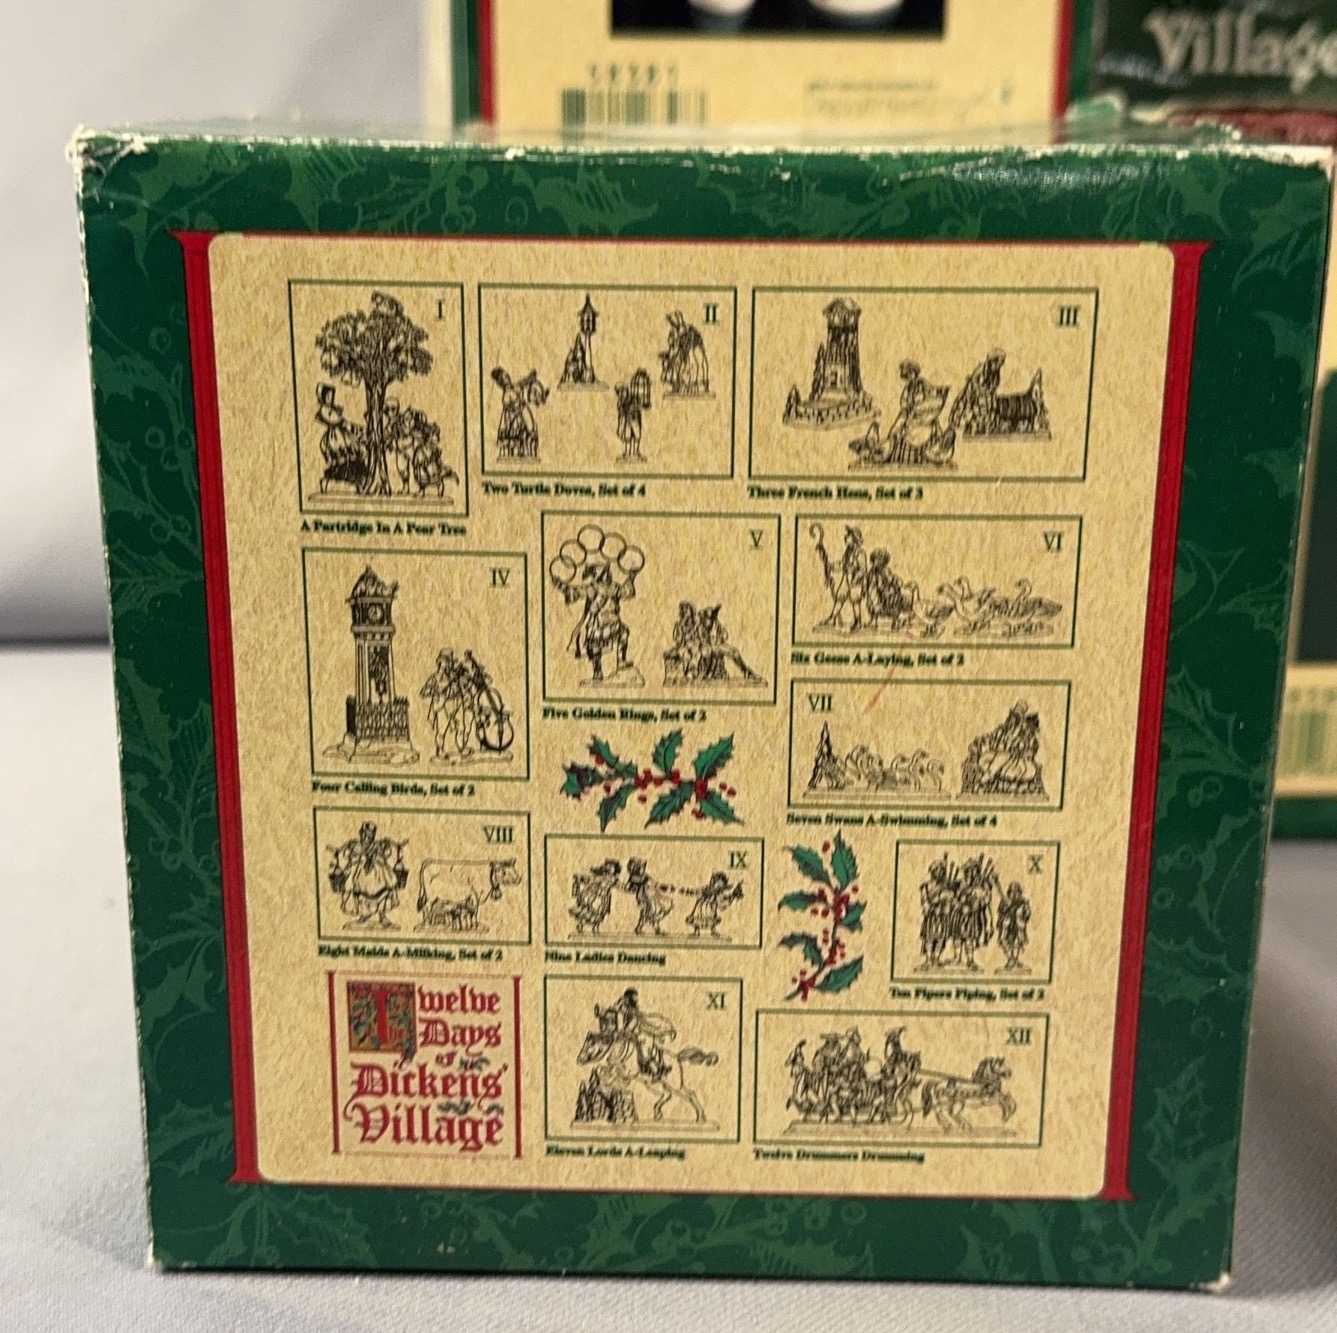 58381
Village
I
A Partridge In A Pear Tree
II
Two Turtle Doves, Set of 4
III
Three French Hens, Set of 3
IV
Four Calling Birds, Set of 2
V
Five Golden Rings, Set of 2
VI
Six Geese A-Laying, Set of 2
VII
Seven Swans A-Swimming, Set of 4
VIII
Eight Maids A-Milking, Set of 2
IX
Nine Ladies Dancing
X
Ten Pipers Piping, Set of 3
The Twelve
Days
of
Dickens'
Village
XI
Eleven Lords A-Leaping
XII
Twelve Drummers Drumming